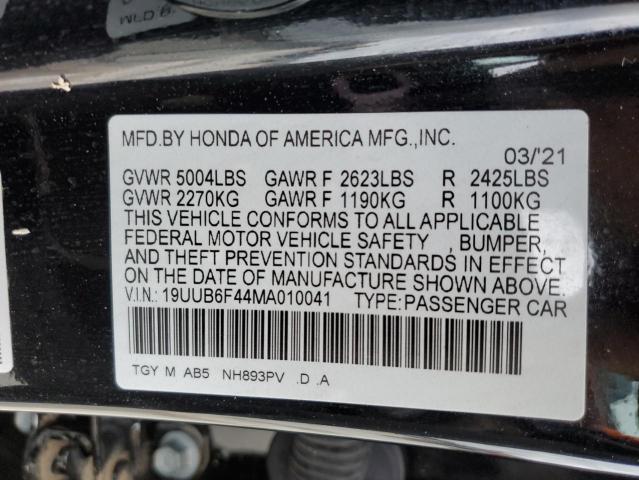 MFD.BY HONDA OF AMERICA MFG.,INC.
03/'21
GVWR 5004LBS GAWR F 2623LBS R 2425LBS
GVWR 2270KG GAWR F 1190KG R 1100KG
THIS VEHICLE CONFORMS TO ALL APPLICABLE
FEDERAL MOTOR VEHICLE SAFETY , BUMPER,
AND THEFT PREVENTION STANDARDS IN EFFECT
ON THE DATE OF MANUFACTURE SHOWN ABOVE.
V.I.N.: 19UUB6F44MA010041 TYPE:PASSENGER CAR
TGY M AB5 NH893PV .D .A